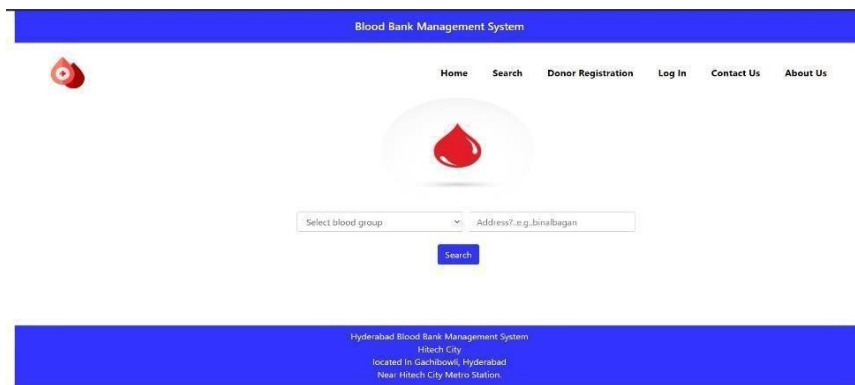 Blood Bank Management System
Home Search Donor Registration Log In Contact Us About Us
Select blood group Address?..e.g..binalbagan
Search
Hyderabad Blood Bank Management System
Hitech City
located In Gachibowli, Hyderabad
Near Hitech City Metro Station.